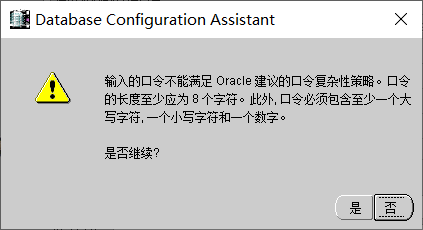 Database Configuration Assistant
输入的口令不能满足 Oracle 建议的口令复杂性策略。口令
的长度至少应为 8 个字符。此外, 口令必须包含至少一个大
写字符, 一个小写字符和一个数字。
是否继续?
是 否